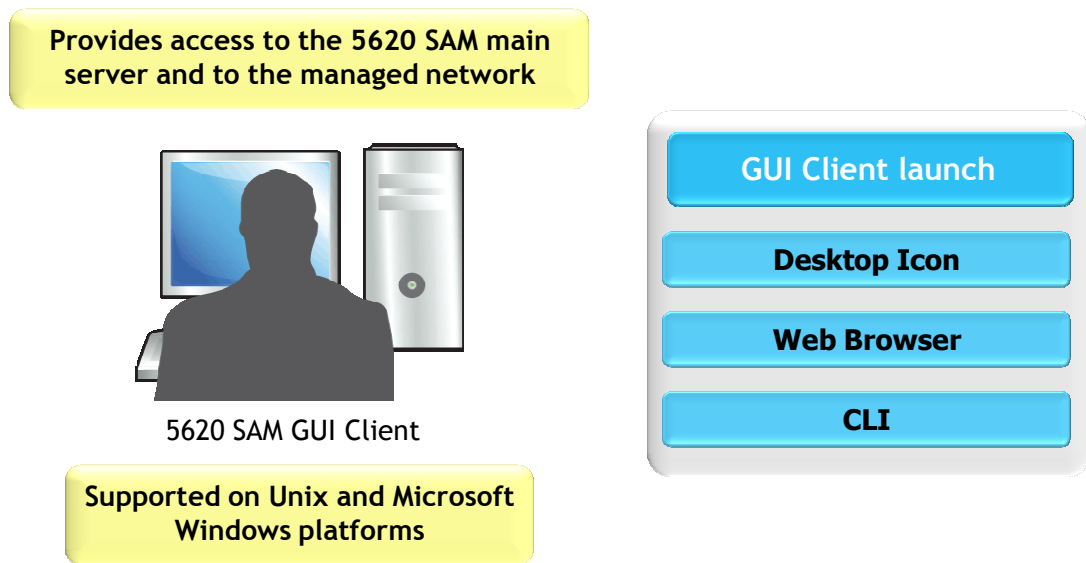 Provides access to the 5620 SAM main
server and to the managed network
5620 SAM GUI Client
Supported on Unix and Microsoft
Windows platforms
GUI Client launch
Desktop Icon
Web Browser
CLI